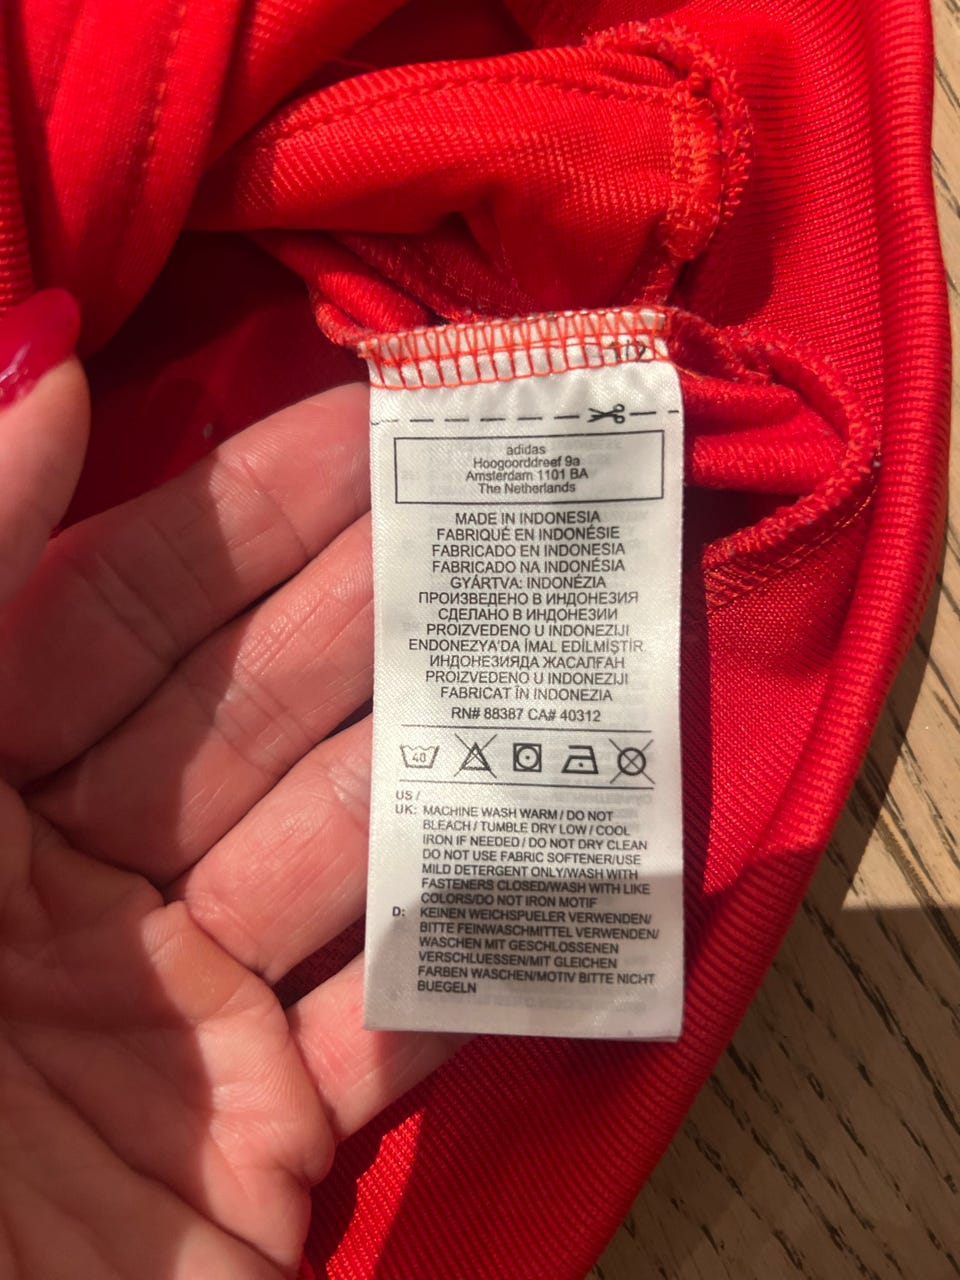 1/2
adidas
Hoogoorddreef 9a
Amsterdam 1101 BA
The Netherlands
MADE IN INDONESIA
FABRIQUÉ EN INDONÉSIE
FABRICADO EN INDONESIA
FABRICADO NA INDONÉSIA
GYÁRTVA: INDONÉZIA
ПРОИЗВЕДЕНО В ИНДОНЕЗИЯ
СДЕЛАНО В ИНДОНЕЗИИ
PROIZVEDENO U INDONEZIJI
ENDONEZYA'DA İMAL EDİLMİŞTİR.
ИНДОНЕЗИЯДА ЖАСАЛҒАН
PROIZVEDENO U INDONEZIJI
FABRICAT ÎN INDONEZIA
RN# 88387 CA# 40312
40
US /
UK: MACHINE WASH WARM / DO NOT
BLEACH / TUMBLE DRY LOW / COOL
IRON IF NEEDED / DO NOT DRY CLEAN
DO NOT USE FABRIC SOFTENER/USE
MILD DETERGENT ONLY/WASH WITH
FASTENERS CLOSED/WASH WITH LIKE
COLORS/DO NOT IRON MOTIF
D: KEINEN WEICHSPUELER VERWENDEN/
BITTE FEINWASCHMITTEL VERWENDEN/
WASCHEN MIT GESCHLOSSENEN
VERSCHLUESSEN/MIT GLEICHEN
FARBEN WASCHEN/MOTIV BITTE NICHT
BUEGELN